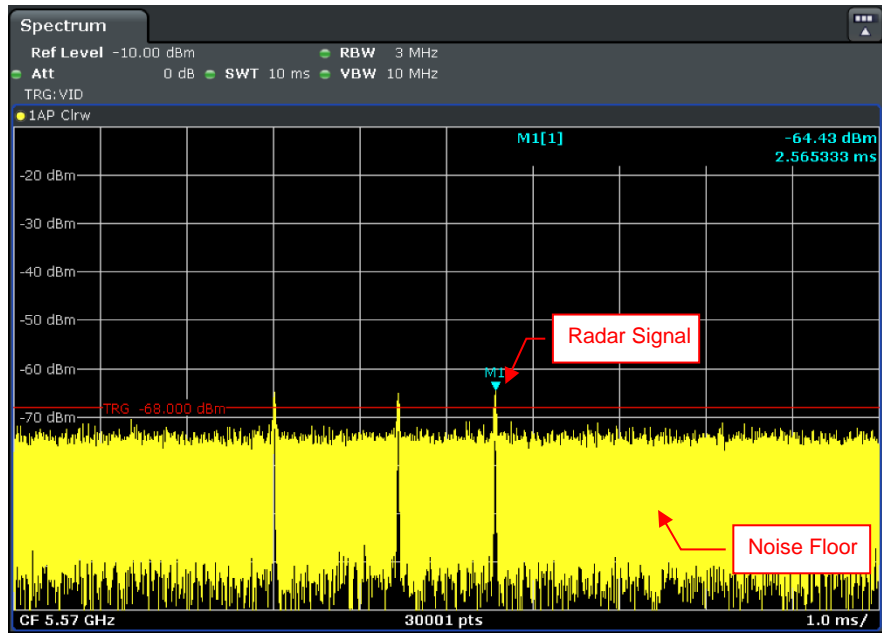 Spectrum
Ref Level -10.00 dBm RBW 3 MHz
Att 0 dB SWT 10 ms VBW 10 MHz
TRG:VID
1AP Clrw
M1[1] -64.43 dBm
2.565333 ms
-20 dBm
-30 dBm
-40 dBm
-50 dBm
Radar Signal
-60 dBm
M1
TRG -68.000 dBm
-70 dBm
Noise Floor
CF 5.57 GHz 30001 pts 1.0 ms/